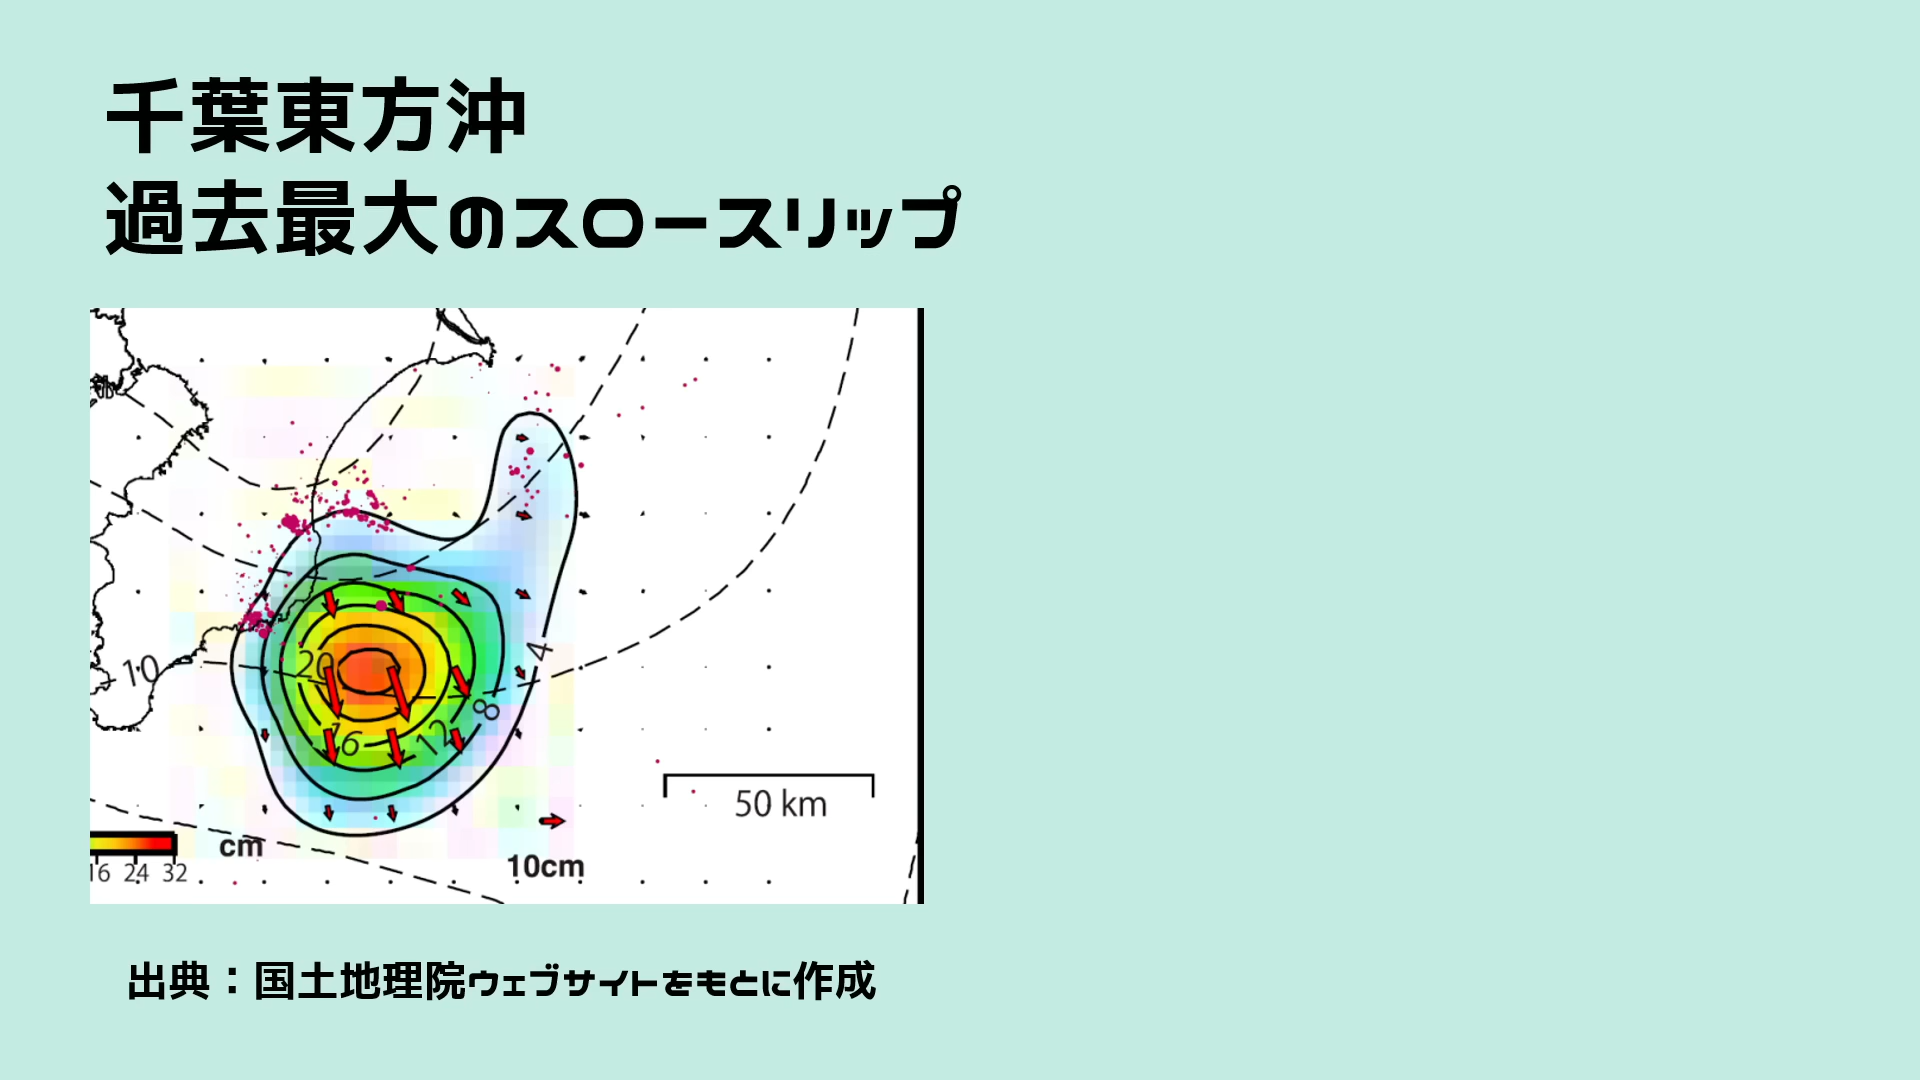 千葉東方沖
過去最大のスロースリップ
10
20
4
8
16
12
50 km
cm
16 24 32
10cm
出典：国土地理院ウェブサイトをもとに作成